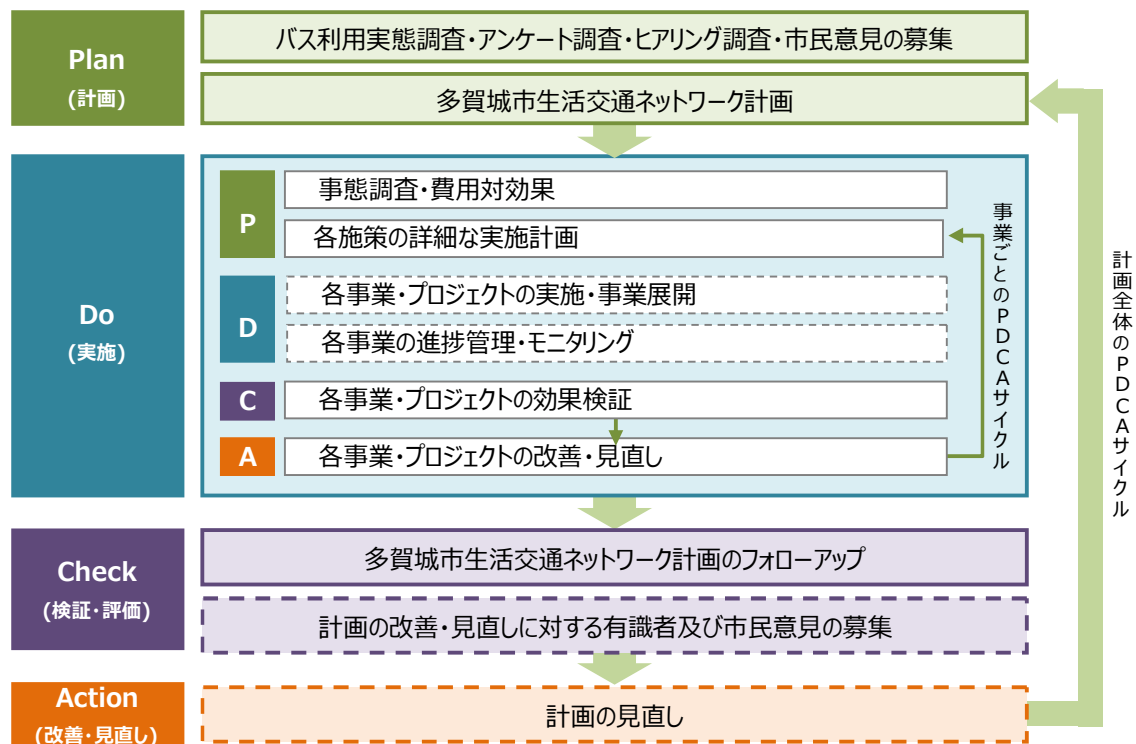 Plan
(計画)
バス利用実態調査・アンケート調査・ヒアリング調査・市民意見の募集
多賀城市生活交通ネットワーク計画
Do
(実施)
P
事態調査・費用対効果
各施策の詳細な実施計画
D
各事業・プロジェクトの実施・事業展開
各事業の進捗管理・モニタリング
C
各事業・プロジェクトの効果検証
A
各事業・プロジェクトの改善・見直し
事業ごとのPDCAサイクル
計画全体のPDCAサイクル
Check
(検証・評価)
多賀城市生活交通ネットワーク計画のフォローアップ
計画の改善・見直しに対する有識者及び市民意見の募集
Action
(改善・見直し)
計画の見直し